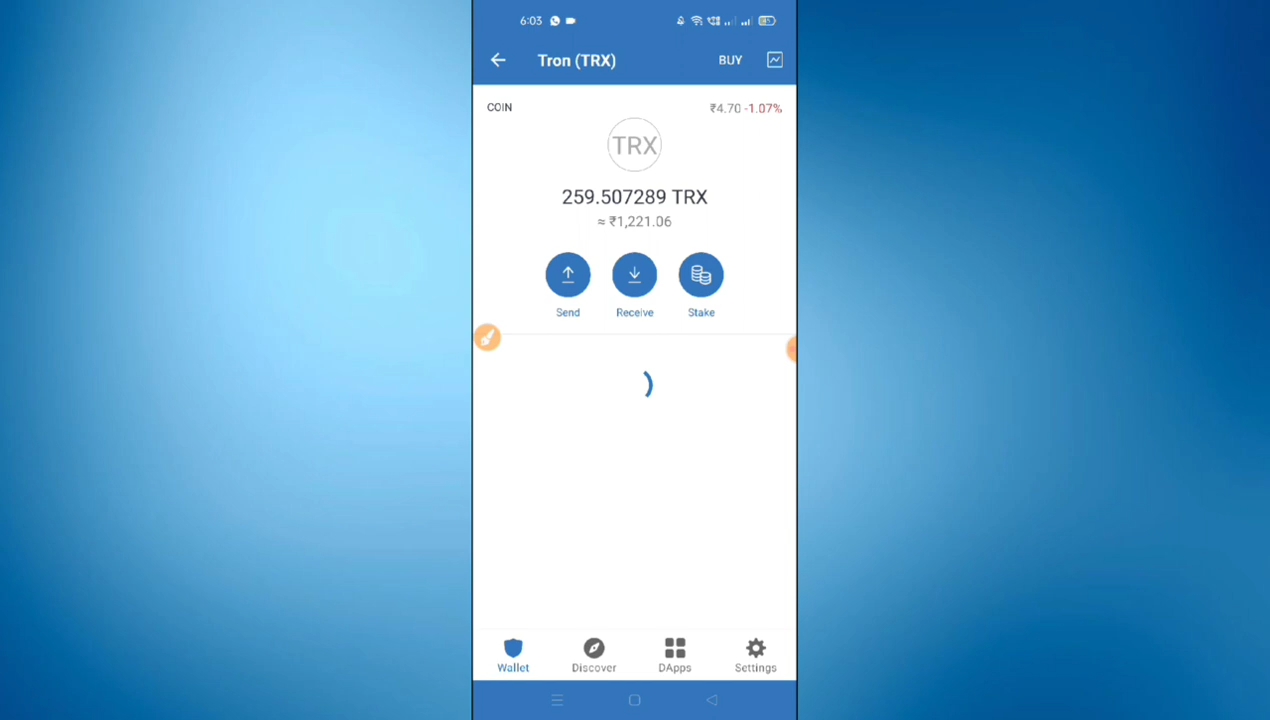 6:03
Tron (TRX)
BUY
COIN
₹4.70 -1.07%
TRX
259.507289 TRX
≈ ₹1,221.06
Send
Receive
Stake
Wallet
Discover
DApps
Settings